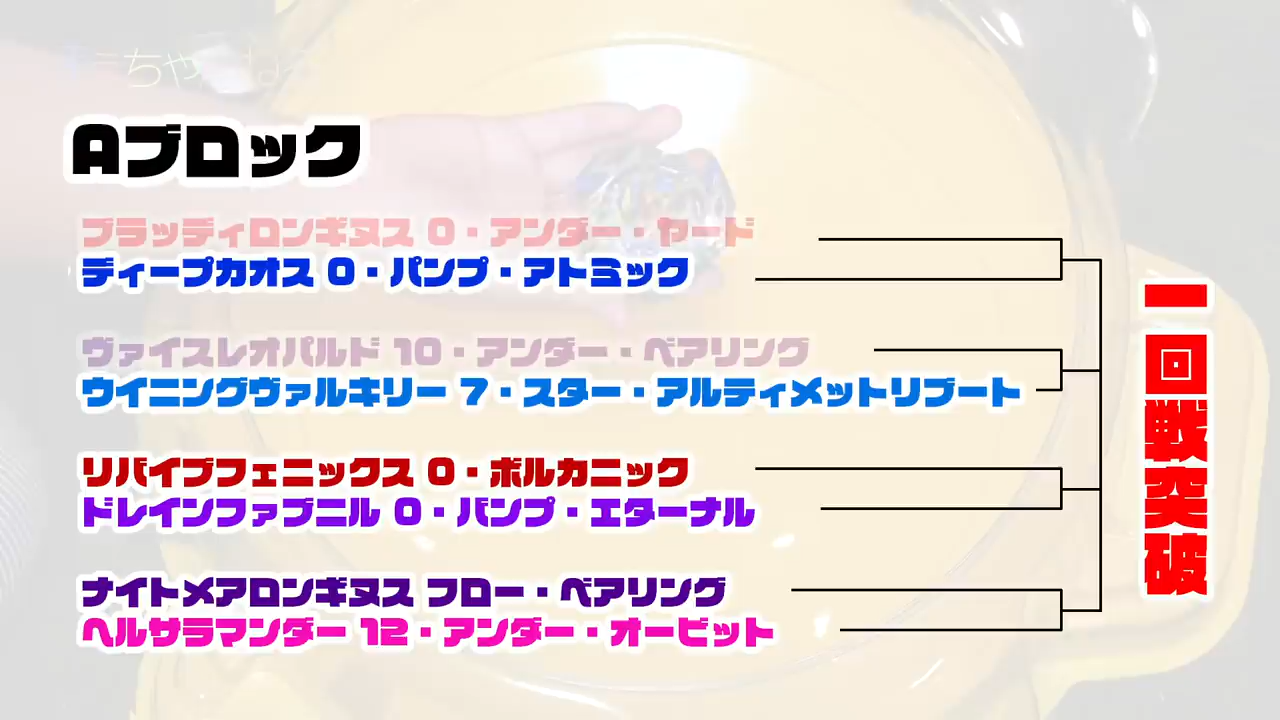 Aブロック
ブラッディロンギヌス 0・アンダー・ヤード
ディープカオス 0・バンプ・アトミック
ヴァイスレオパルド 10・アンダー・ベアリング
ウイニングヴァルキリー 7・スター・アルティメットリブート
リバイブフェニックス 0・ボルカニック
ドレインファブニル 0・バンプ・エターナル
ナイトメアロンギヌス フロー・ベアリング
ヘルサラマンダー 12・アンダー・オービット
一回戦突破